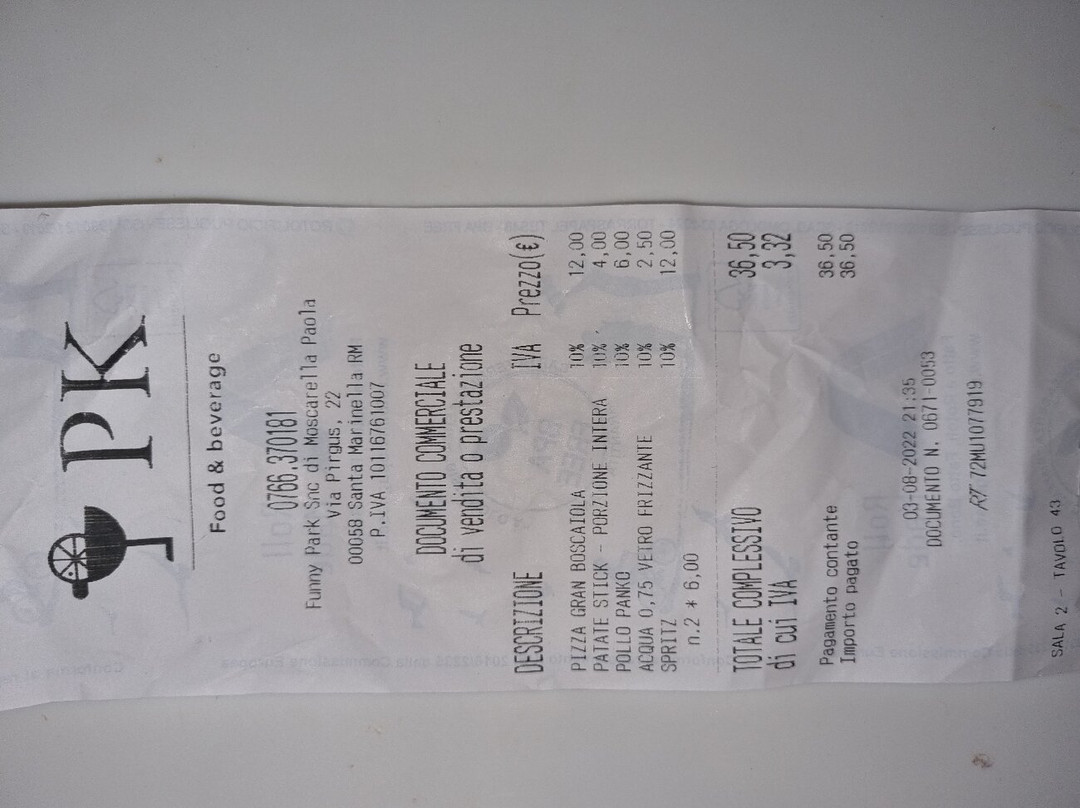 PK
Food & beverage
0766.370181
Funny Park Snc di Moscarella Paola
Via Pirgus, 22
00058 Santa Marinella RM
P.IVA 10116761007
DOCUMENTO COMMERCIALE
di vendita o prestazione
DESCRIZIONE IVA Prezzo(€)
PIZZA GRAN BOSCAIOLA 10% 12,00
PATATE STICK - PORZIONE INTERA 10% 4,00
POLLO PANKO 10% 6,00
ACQUA 0,75 VETRO FRIZZANTE 10% 2,50
SPRITZ 10% 12,00
n.2 * 6,00
TOTALE COMPLESSIVO 36,50
di cui IVA 3,32
Pagamento contante 36,50
Importo pagato 36,50
03-08-2022 21:35
DOCUMENTO N. 0671-0053
RT 72MU1077919
SALA 2 - TAVOLO 43